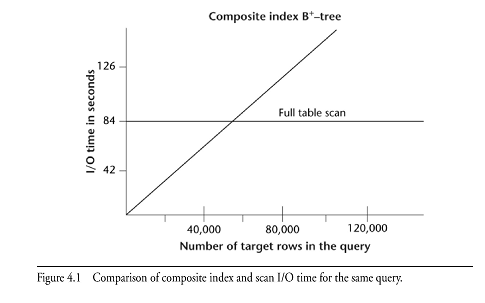 Composite index B⁺–tree
I/O time in seconds
126
84
42
Full table scan
40,000 80,000 120,000
Number of target rows in the query
Figure 4.1 Comparison of composite index and scan I/O time for the same query.